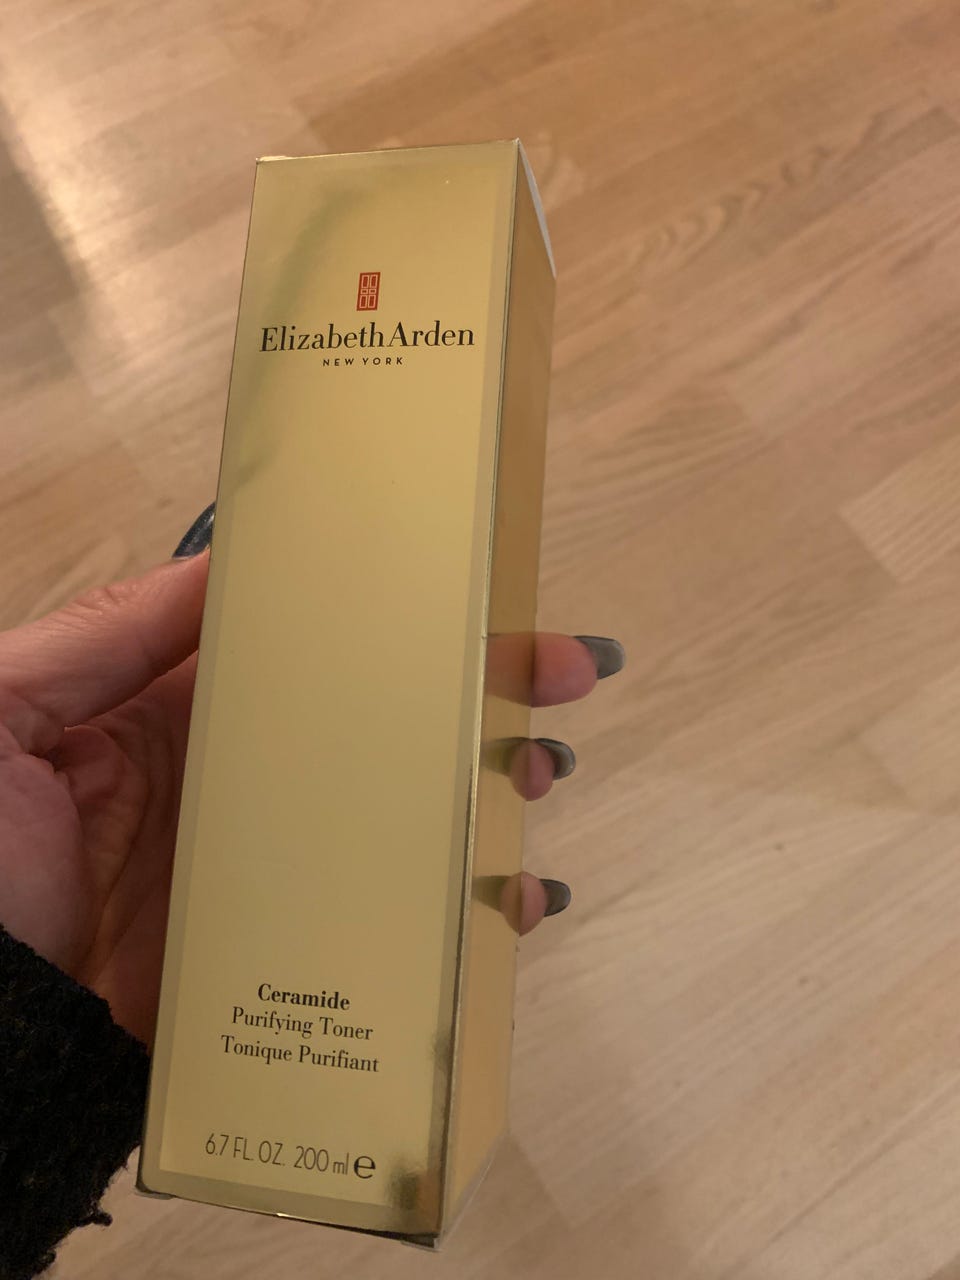 Elizabeth Arden
NEW YORK
Ceramide
Purifying Toner
Tonique Purifiant
6.7 FL. OZ. 200 ml e